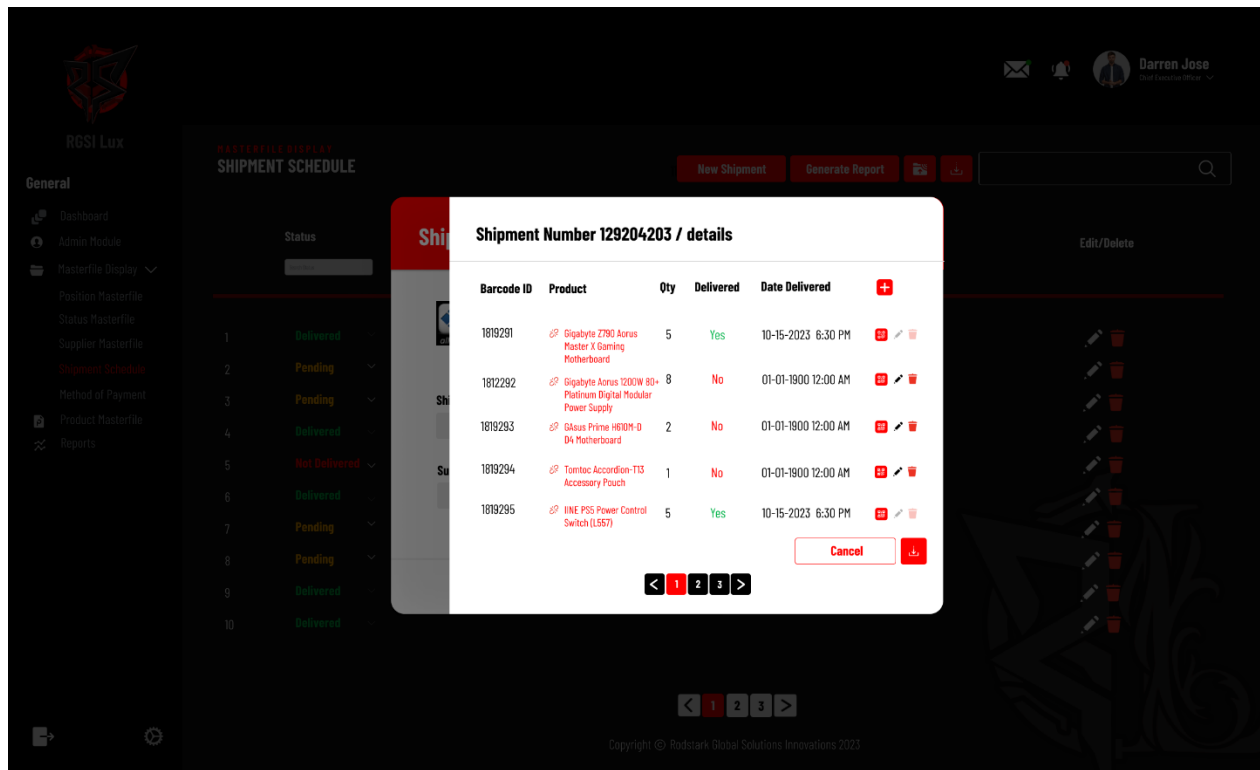 Darren Jose
Chief Executive Officer
RGSI Lux
MASTERFILE DISPLAY
SHIPMENT SCHEDULE
New Shipment
Generate Report
General
Dashboard
Admin Module
Masterfile Display
Position Masterfile
Status Masterfile
Supplier Masterfile
Shipment Schedule
Method of Payment
Product Masterfile
Reports
Status
Edit/Delete
1 Delivered
2 Pending
3 Pending
4 Delivered
5 Not Delivered
6 Delivered
7 Pending
8 Pending
9 Delivered
10 Delivered
Ship
Shi
Su
Shipment Number 129204203 / details
Barcode ID Product Qty Delivered Date Delivered
1819291 Gigabyte Z790 Aorus 5 Yes 10-15-2023 6:30 PM
Master X Gaming
Motherboard
1812292 Gigabyte Aorus 1200W 80+ 8 No 01-01-1900 12:00 AM
Platinum Digital Modular
Power Supply
1819293 GAsus Prime H610M-D 2 No 01-01-1900 12:00 AM
D4 Motherboard
1819294 Tomtoc Accordion-T13 1 No 01-01-1900 12:00 AM
Accessory Pouch
1819295 IINE PS5 Power Control 5 Yes 10-15-2023 6:30 PM
Switch (L557)
Cancel
< 1 2 3 >
< 1 2 3 >
Copyright © Rodstark Global Solutions Innovations 2023